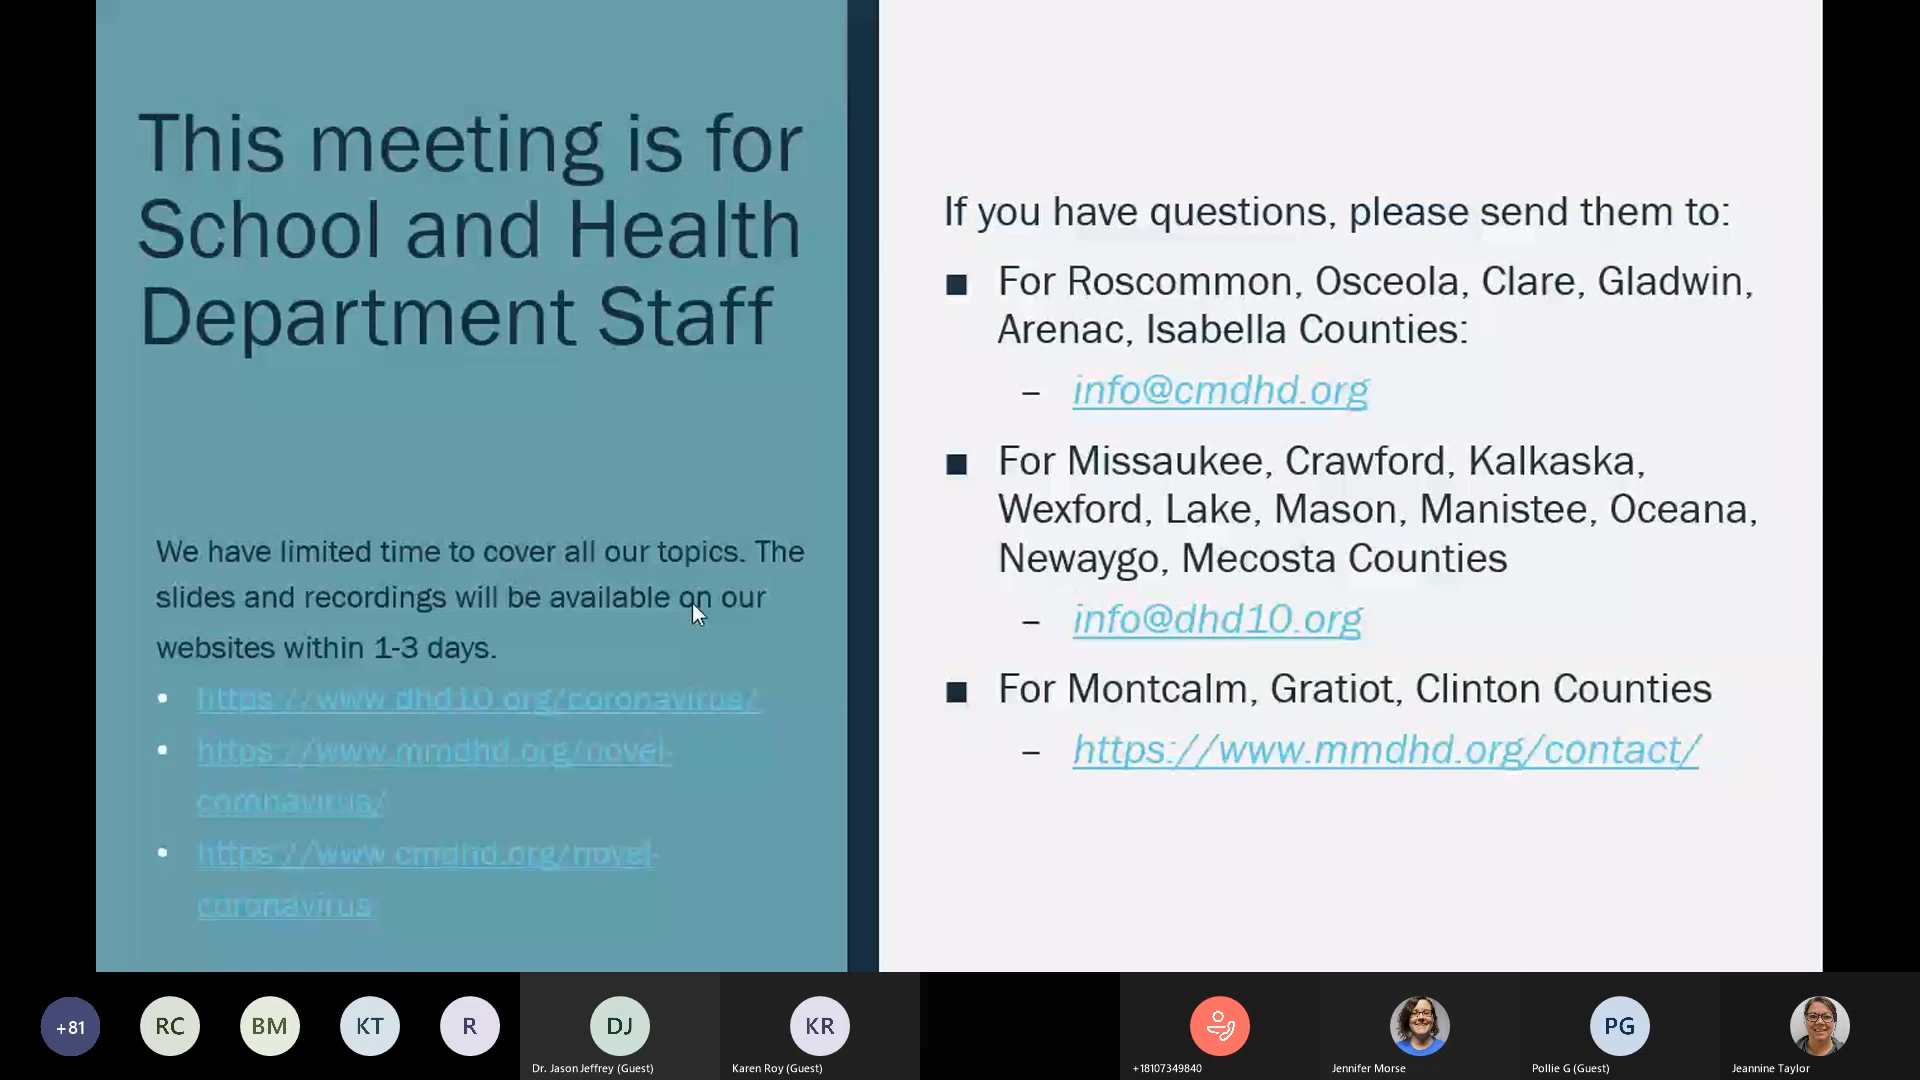 This meeting is for
School and Health
Department Staff
We have limited time to cover all our topics. The
slides and recordings will be available on our
websites within 1-3 days.
https://www.dhd10.org/coronavirus/
https://www.mmdhd.org/novel-
coronavirus/
https://www.cmdhd.org/novel-
coronavirus
If you have questions, please send them to:
For Roscommon, Osceola, Clare, Gladwin,
Arenac, Isabella Counties:
– info@cmdhd.org
For Missaukee, Crawford, Kalkaska,
Wexford, Lake, Mason, Manistee, Oceana,
Newaygo, Mecosta Counties
– info@dhd10.org
For Montcalm, Gratiot, Clinton Counties
– https://www.mmdhd.org/contact/
+81
RC
BM
KT
R
DJ
KR
PG
Dr. Jason Jeffrey (Guest)
Karen Roy (Guest)
+18107349840
Jennifer Morse
Pollie G (Guest)
Jeannine Taylor